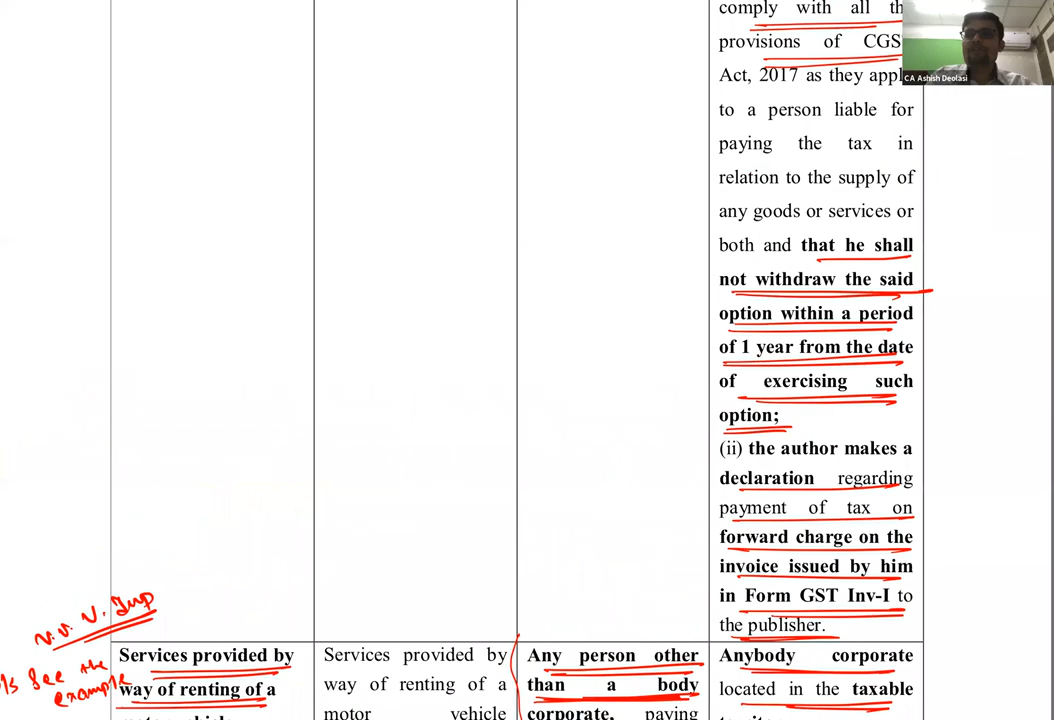 comply with all th
provisions of CGS
Act, 2017 as they appl
to a person liable for
paying the tax in
relation to the supply of
any goods or services or
both and that he shall
not withdraw the said
option within a period
of 1 year from the date
of exercising such
option;
(ii) the author makes a
declaration regarding
payment of tax on
forward charge on the
invoice issued by him
in Form GST Inv-I to
the publisher.
CA Ashish Deolasi
V. V. V. Imp
See the
example
Services provided by
way of renting of a
Services provided by
way of renting of a
motor vehicle
Any person other
than a body
corporate, paying
Anybody corporate
located in the taxable